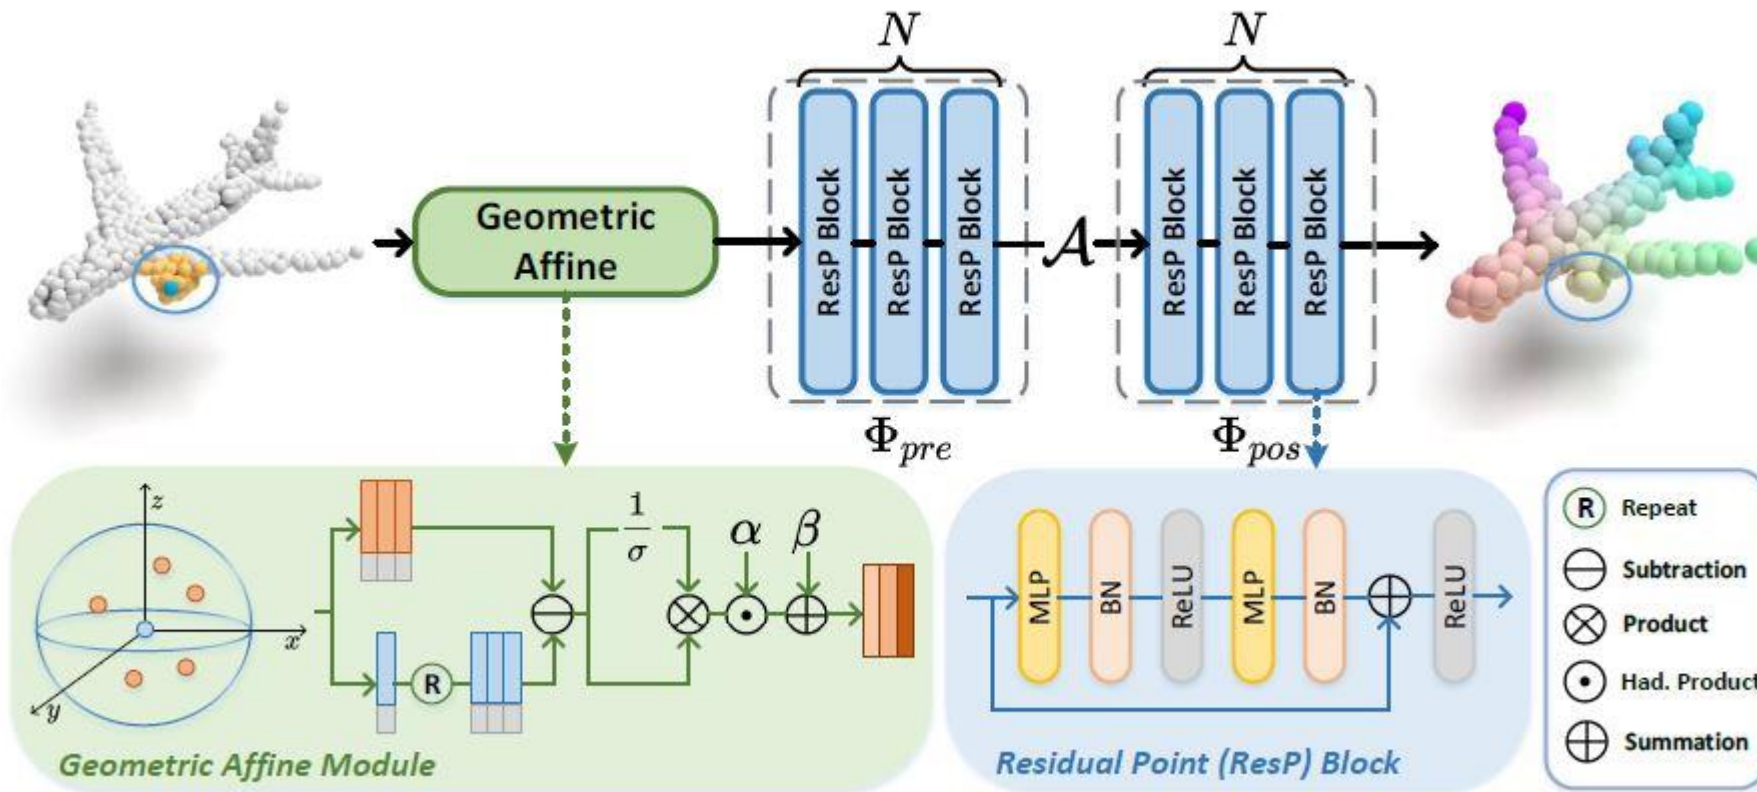 N
N
Geometric
Affine
ResP Block
ResP Block
ResP Block
𝒜
ResP Block
ResP Block
ResP Block
Φpre
Φpos
z
x
y
R
1
σ
α
β
Geometric Affine Module
MLP
BN
ReLU
MLP
BN
ReLU
Residual Point (ResP) Block
R Repeat
Subtraction
Product
Had. Product
Summation